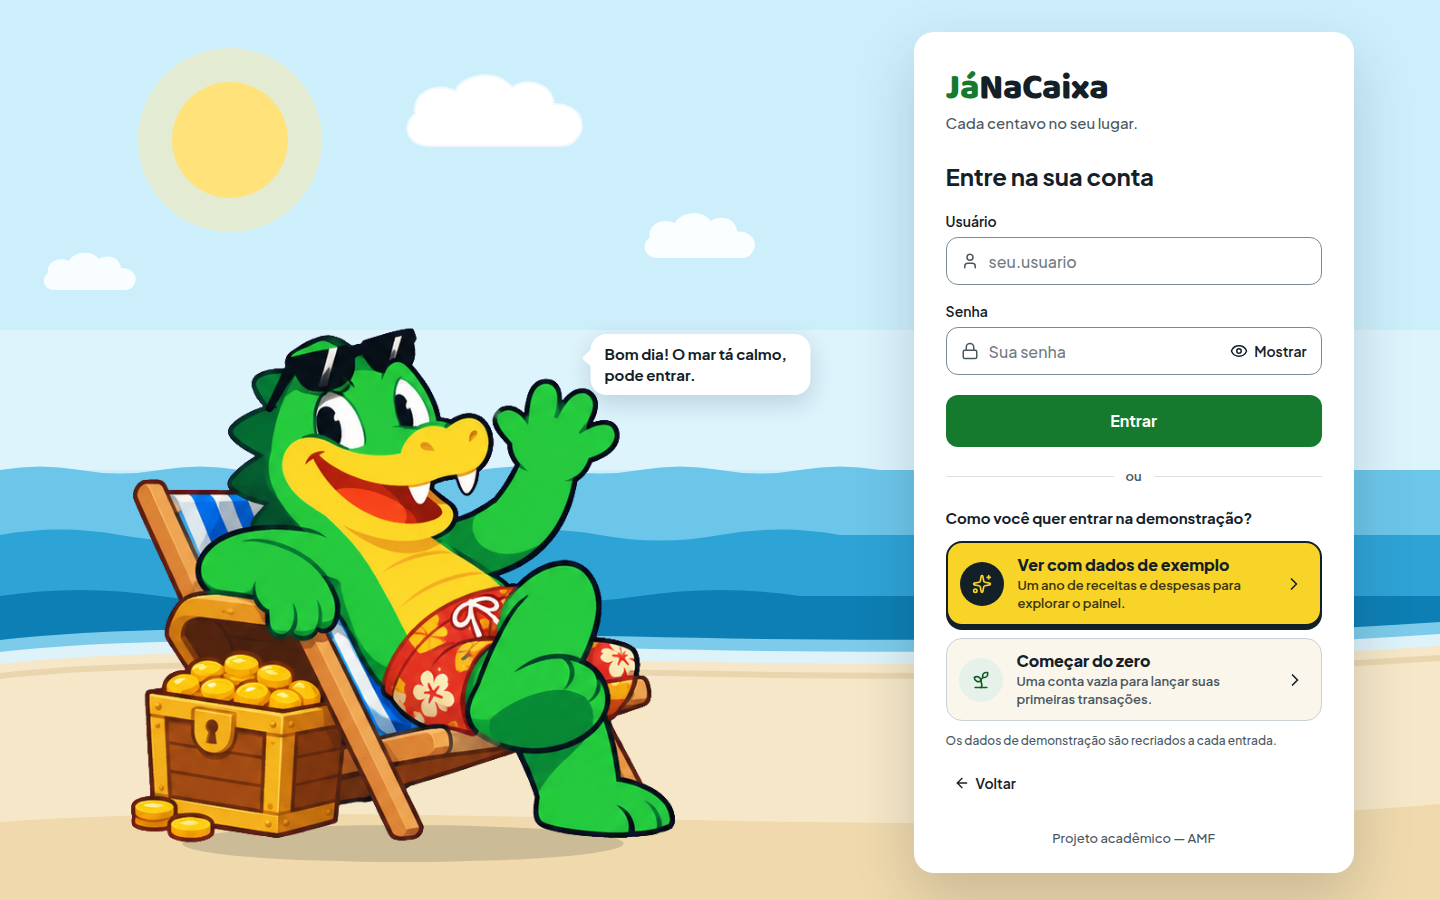 JáNaCaixa
Cada centavo no seu lugar.
Entre na sua conta
Usuário
seu.usuario
Senha
Sua senha
Mostrar
Entrar
ou
Como você quer entrar na demonstração?
Ver com dados de exemplo
Um ano de receitas e despesas para
explorar o painel.
Começar do zero
Uma conta vazia para lançar suas
primeiras transações.
Os dados de demonstração são recriados a cada entrada.
Voltar
Projeto acadêmico — AMF
Bom dia! O mar tá calmo,
pode entrar.